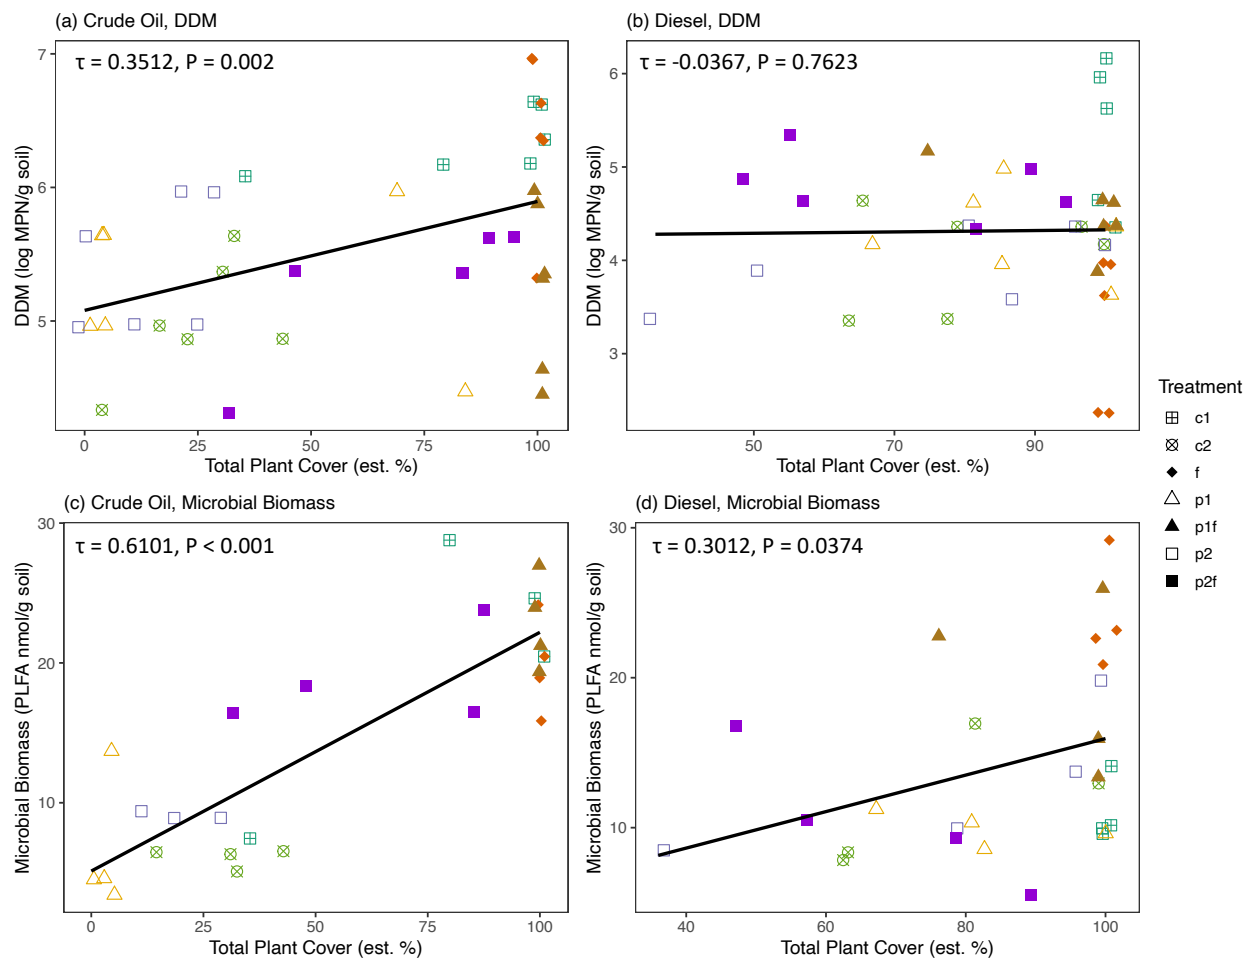 (a) Crude Oil, DDM
τ = 0.3512, P = 0.002
DDM (log MPN/g soil)
7
6
5
0 25 50 75 100
Total Plant Cover (est. %)
(b) Diesel, DDM
τ = -0.0367, P = 0.7623
DDM (log MPN/g soil)
6
5
4
3
50 70 90
Total Plant Cover (est. %)
(c) Crude Oil, Microbial Biomass
τ = 0.6101, P < 0.001
Microbial Biomass (PLFA nmol/g soil)
30
20
10
0 25 50 75 100
Total Plant Cover (est. %)
(d) Diesel, Microbial Biomass
τ = 0.3012, P = 0.0374
Microbial Biomass (PLFA nmol/g soil)
30
20
10
40 60 80 100
Total Plant Cover (est. %)
Treatment
c1
c2
f
p1
p1f
p2
p2f